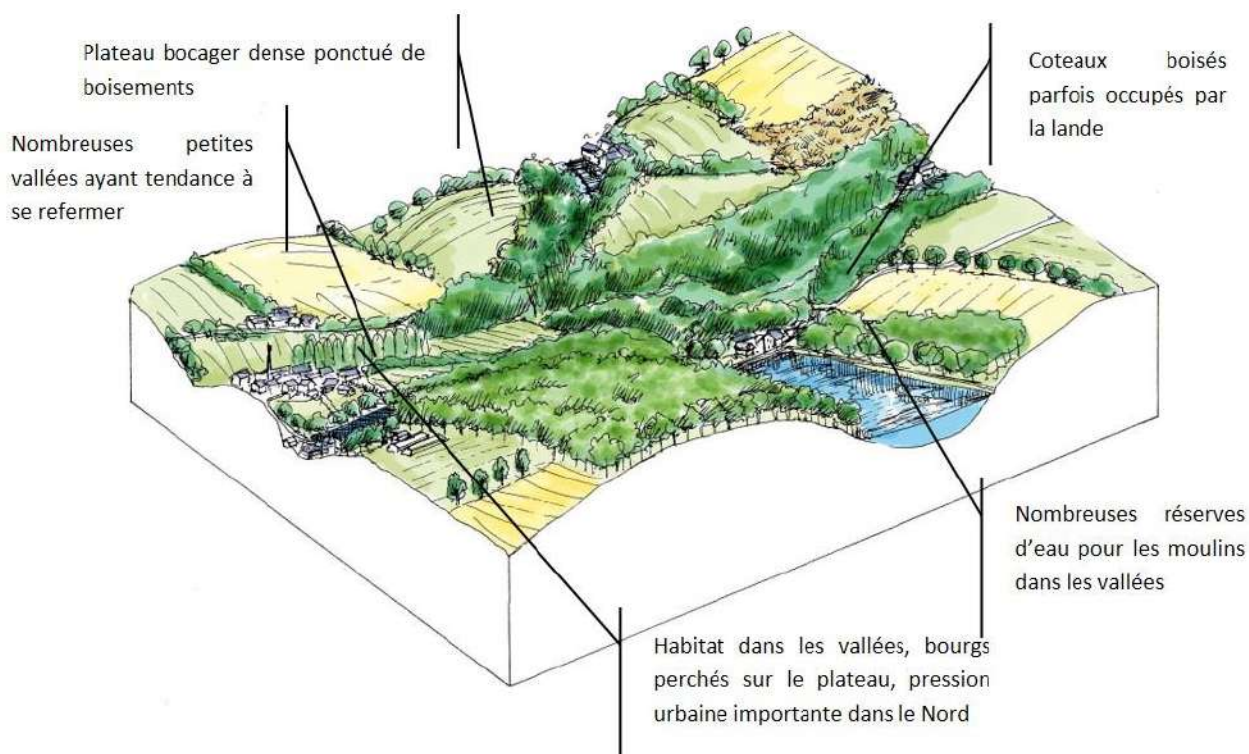 Plateau bocager dense ponctué de
boisements
Nombreuses petites
vallées ayant tendance à
se refermer
Coteaux boisés
parfois occupés par
la lande
Nombreuses réserves
d'eau pour les moulins
dans les vallées
Habitat dans les vallées, bourgs
perchés sur le plateau, pression
urbaine importante dans le Nord